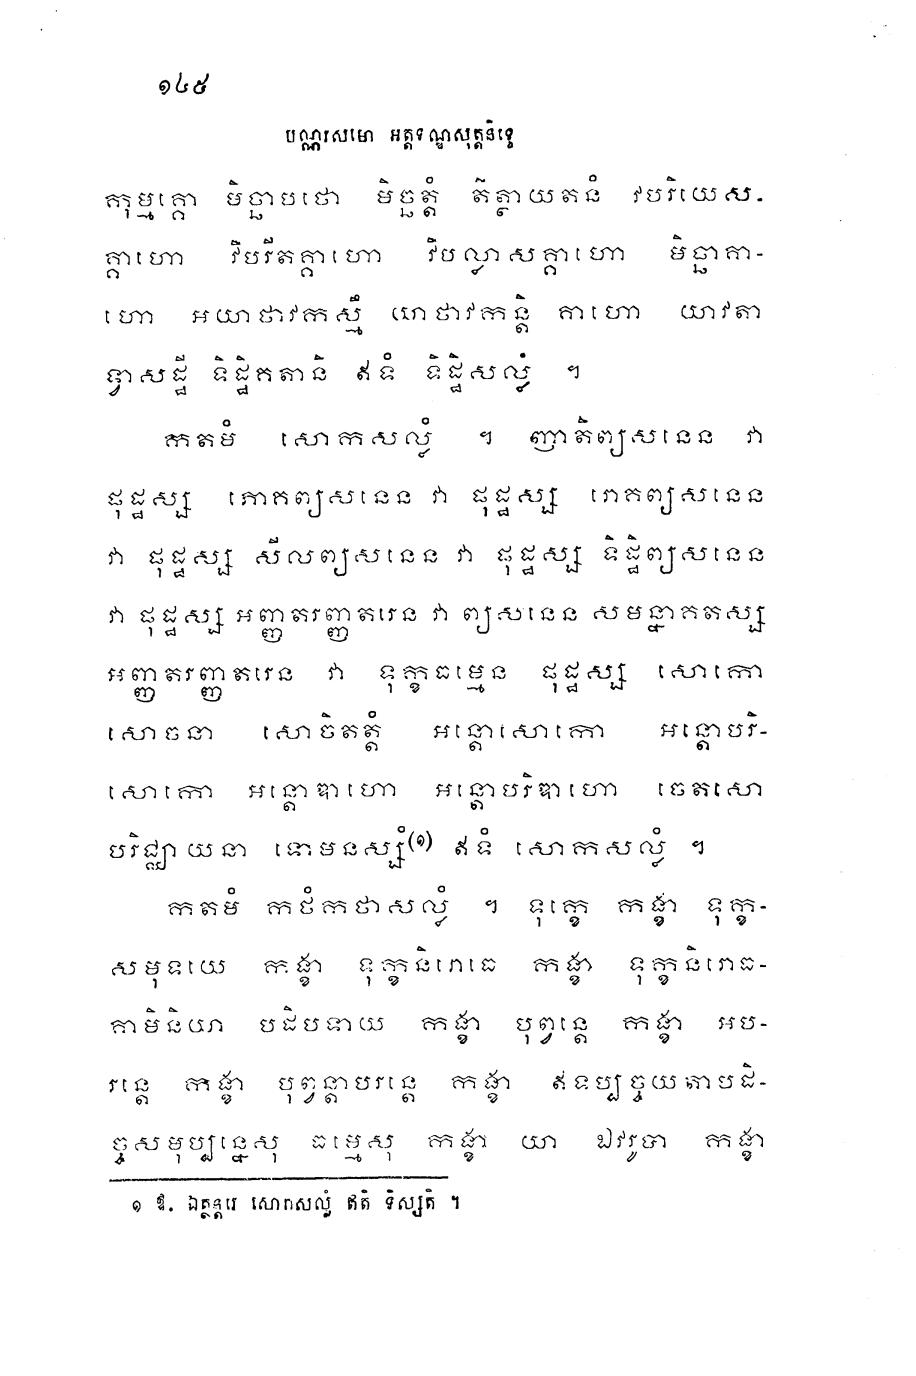 ១៤៥
បណ្ណរសមោ អត្តទណ្ឌសុត្តនិទ្ទេ
កុម្មគ្គោ មិច្ឆាបថោ មិច្ឆត្តំ តិត្ថាយតនំ វបរិយេស.
គ្គាហោ វិបរីតគ្គាហោ វិបល្លាសគ្គាហោ មិច្ឆាគា-
ហោ អយាថាវកស្មឹ យាថាវកន្តិ គាហោ យាវតា
ទ្វាសដ្ឋី ទិដ្ឋិគតានិ ឥទំ ទិដ្ឋិសល្លំ ។
កតមំ សោកសល្លំ ។ ញាតិព្យសនេន វា
ផុដ្ឋស្ស ភោគព្យសនេន វា ផុដ្ឋស្ស រោគព្យសនេន
វា ផុដ្ឋស្ស សីលព្យសនេន វា ផុដ្ឋស្ស ទិដ្ឋិព្យសនេន
វា ផុដ្ឋស្ស អញ្ញតរញ្ញតរេន វា ព្យសនេន សមន្នាគតស្ស
អញ្ញតរញ្ញតរេន វា ទុក្ខធម្មេន ផុដ្ឋស្ស សោកោ
សោចនា សោចិតត្តំ អន្តោសោកោ អន្តោបរិ-
សោកោ អន្តោឌាហោ អន្តោបរិឌាហោ ចេតសោ
បរិជ្ឈាយនា ទោមនស្សំ(១) ឥទំ សោកសល្លំ ។
កតមំ កថំកថាសល្លំ ។ ទុក្ខេ កង្ខា ទុក្ខ-
សមុទយេ កង្ខា ទុក្ខនិរោធេ កង្ខា ទុក្ខនិរោធ-
គាមិនិយា បដិបទាយ កង្ខា បុព្វន្តេ កង្ខា អប-
រន្តេ កង្ខា បុព្វន្តាបរន្តេ កង្ខា ឥទប្បច្ចយតាបដិ-
ច្ចសមុប្បន្នេសុ ធម្មេសុ កង្ខា យា ឯវរូបា កង្ខា
១ ឱ. ឯត្ថន្តរេ សោកសល្លំ ឥតិ ទិស្សតិ ។